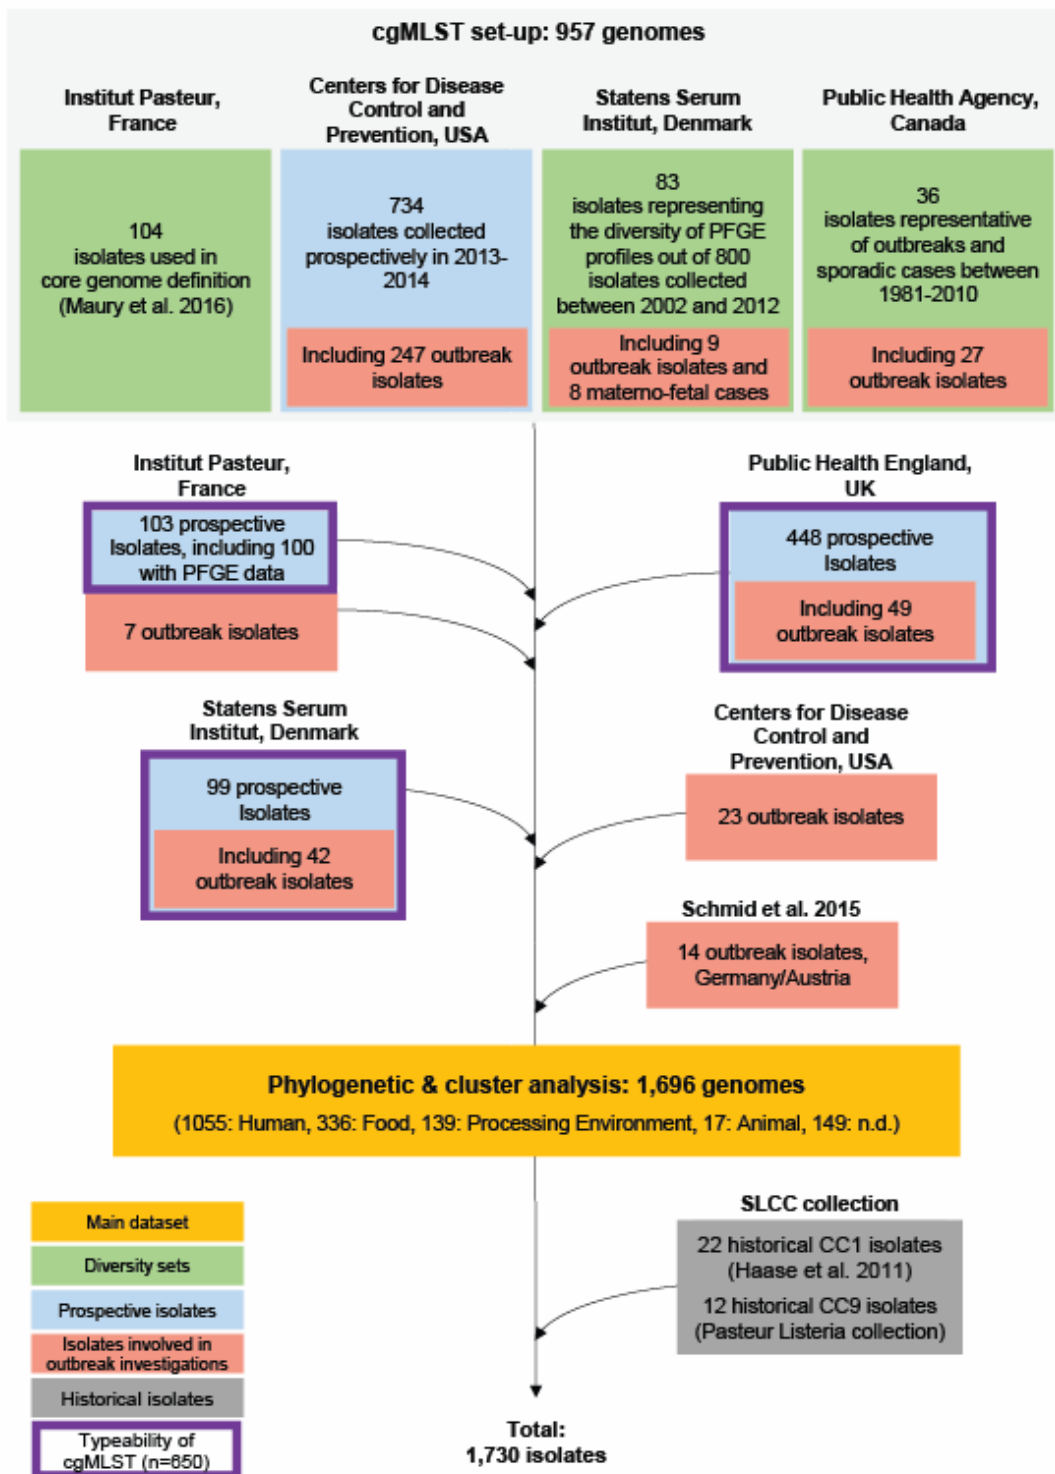 cgMLST set-up: 957 genomes
Institut Pasteur,
France
104
isolates used in
core genome definition
(Maury et al. 2016)
Centers for Disease
Control and
Prevention, USA
734
isolates collected
prospectively in 2013-
2014
Including 247 outbreak
isolates
Statens Serum
Institut, Denmark
83
isolates representing
the diversity of PFGE
profiles out of 800
isolates collected
between 2002 and 2012
Including 9
outbreak isolates and
8 materno-fetal cases
Public Health Agency,
Canada
36
isolates representative
of outbreaks and
sporadic cases between
1981-2010
Including 27
outbreak isolates
Institut Pasteur,
France
103 prospective
Isolates, including 100
with PFGE data
7 outbreak isolates
Public Health England,
UK
448 prospective
Isolates
Including 49
outbreak isolates
Statens Serum
Institut, Denmark
99 prospective
Isolates
Including 42
outbreak isolates
Centers for Disease
Control and
Prevention, USA
23 outbreak isolates
Schmid et al. 2015
14 outbreak isolates,
Germany/Austria
Phylogenetic & cluster analysis: 1,696 genomes
(1055: Human, 336: Food, 139: Processing Environment, 17: Animal, 149: n.d.)
SLCC collection
22 historical CC1 isolates
(Haase et al. 2011)
12 historical CC9 isolates
(Pasteur Listeria collection)
Main dataset
Diversity sets
Prospective isolates
Isolates involved in
outbreak investigations
Historical isolates
Typeability of
cgMLST (n=650)
Total:
1,730 isolates